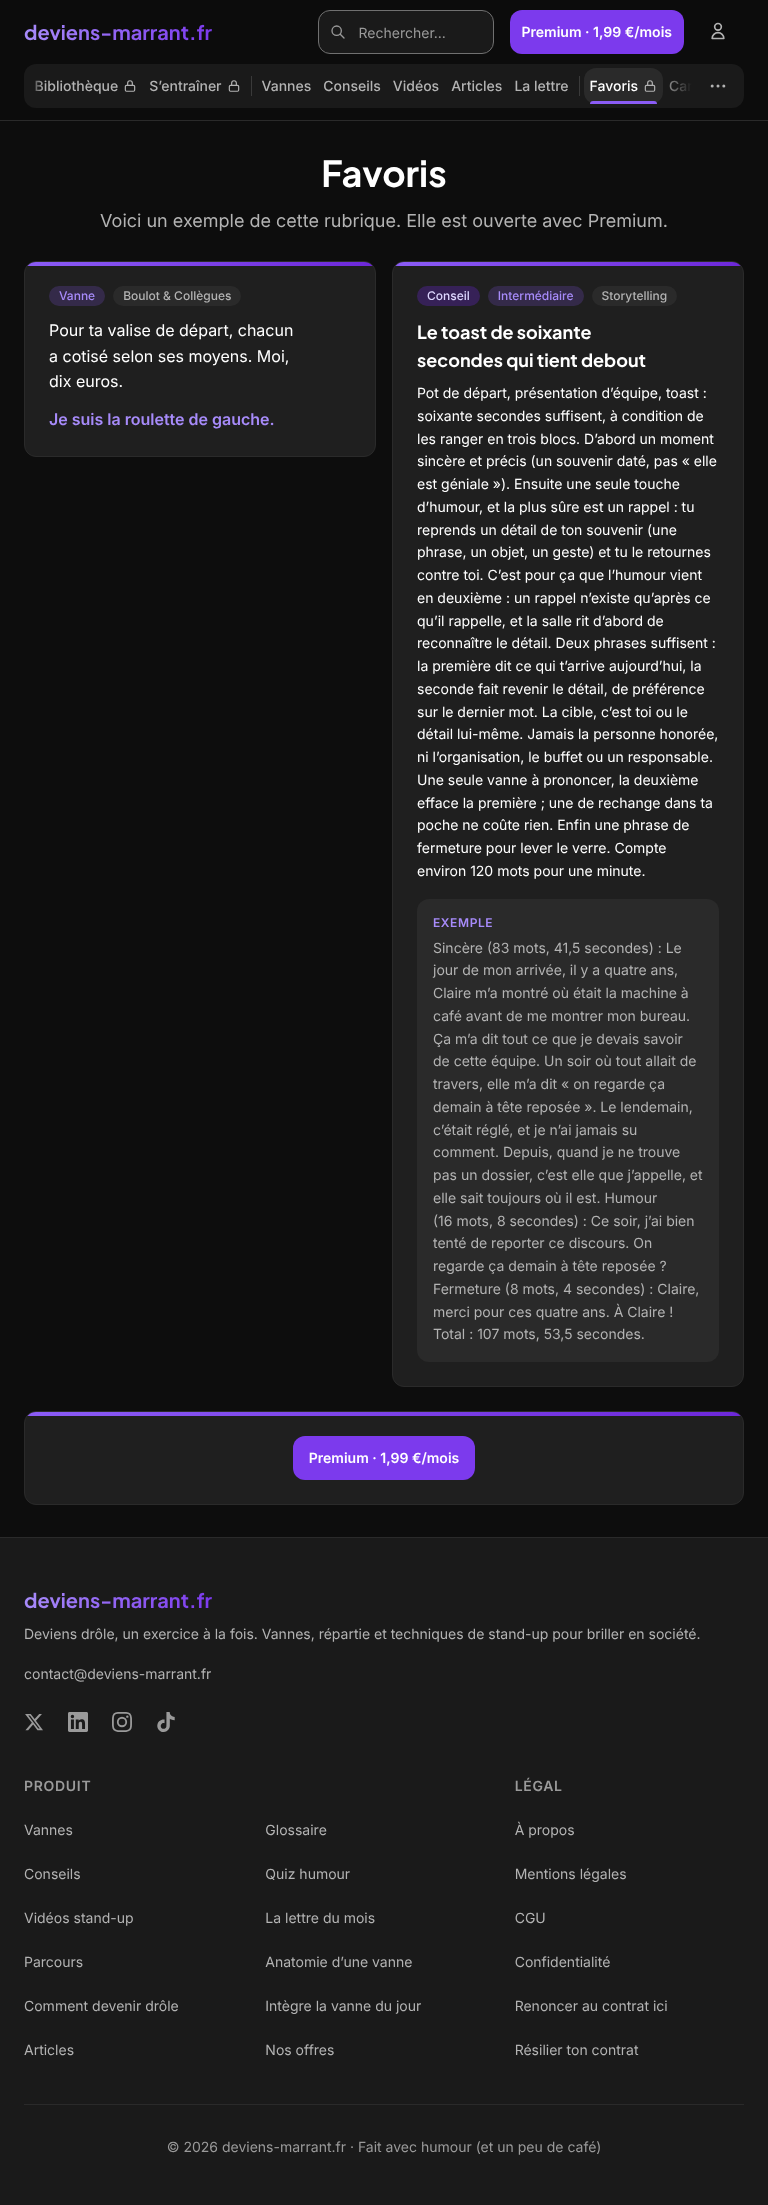 deviens-marrant.fr
Rechercher...
Premium · 1,99 €/mois
Bibliothèque
S’entraîner
Vannes
Conseils
Vidéos
Articles
La lettre
Favoris
Favoris
Voici un exemple de cette rubrique. Elle est ouverte avec Premium.
Vanne
Boulot & Collègues
Pour ta valise de départ, chacun
a cotisé selon ses moyens. Moi,
dix euros.
Je suis la roulette de gauche.
Conseil
Intermédiaire
Storytelling
Le toast de soixante
secondes qui tient debout
Pot de départ, présentation d’équipe, toast :
soixante secondes suffisent, à condition de
les ranger en trois blocs. D’abord un moment
sincère et précis (un souvenir daté, pas « elle
est géniale »). Ensuite une seule touche
d’humour, et la plus sûre est un rappel : tu
reprends un détail de ton souvenir (une
phrase, un objet, un geste) et tu le retournes
contre toi. C’est pour ça que l’humour vient
en deuxième : un rappel n’existe qu’après ce
qu’il rappelle, et la salle rit d’abord de
reconnaître le détail. Deux phrases suffisent :
la première dit ce qui t’arrive aujourd’hui, la
seconde fait revenir le détail, de préférence
sur le dernier mot. La cible, c’est toi ou le
détail lui-même. Jamais la personne honorée,
ni l’organisation, le buffet ou un responsable.
Une seule vanne à prononcer, la deuxième
efface la première ; une de rechange dans ta
poche ne coûte rien. Enfin une phrase de
fermeture pour lever le verre. Compte
environ 120 mots pour une minute.
EXEMPLE
Sincère (83 mots, 41,5 secondes) : Le
jour de mon arrivée, il y a quatre ans,
Claire m’a montré où était la machine à
café avant de me montrer mon bureau.
Ça m’a dit tout ce que je devais savoir
de cette équipe. Un soir où tout allait de
travers, elle m’a dit « on regarde ça
demain à tête reposée ». Le lendemain,
c’était réglé, et je n’ai jamais su
comment. Depuis, quand je ne trouve
pas un dossier, c’est elle que j’appelle, et
elle sait toujours où il est. Humour
(16 mots, 8 secondes) : Ce soir, j’ai bien
tenté de reporter ce discours. On
regarde ça demain à tête reposée ?
Fermeture (8 mots, 4 secondes) : Claire,
merci pour ces quatre ans. À Claire !
Total : 107 mots, 53,5 secondes.
Premium · 1,99 €/mois
deviens-marrant.fr
Deviens drôle, un exercice à la fois. Vannes, répartie et techniques de stand-up pour briller en société.
contact@deviens-marrant.fr
PRODUIT
Vannes
Conseils
Vidéos stand-up
Parcours
Comment devenir drôle
Articles
Glossaire
Quiz humour
La lettre du mois
Anatomie d’une vanne
Intègre la vanne du jour
Nos offres
LÉGAL
À propos
Mentions légales
CGU
Confidentialité
Renoncer au contrat ici
Résilier ton contrat
© 2026 deviens-marrant.fr · Fait avec humour (et un peu de café)